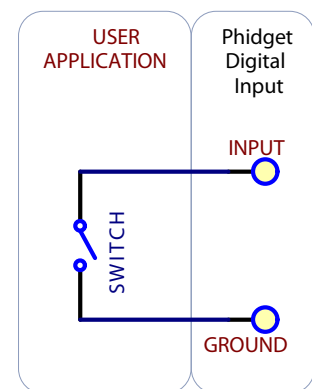 USER
APPLICATION
Phidget
Digital
Input
INPUT
SWITCH
GROUND